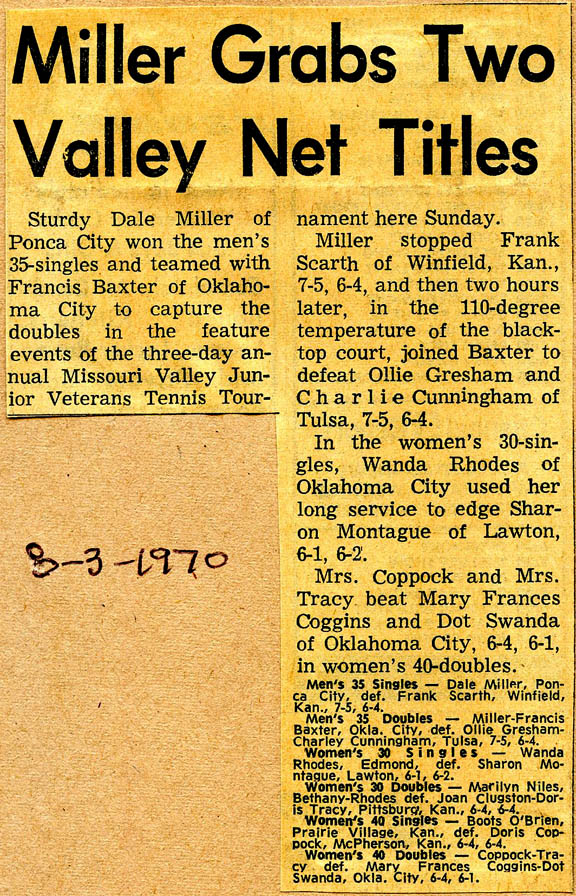 Miller Grabs Two
Valley Net Titles
Sturdy Dale Miller of
Ponca City won the men's
35-singles and teamed with
Francis Baxter of Oklaho-
ma City to capture the
doubles in the feature
events of the three-day an-
nual Missouri Valley Jun-
ior Veterans Tennis Tour-
nament here Sunday.
Miller stopped Frank
Scarth of Winfield, Kan.,
7-5, 6-4, and then two hours
later, in the 110-degree
temperature of the black-
top court, joined Baxter to
defeat Ollie Gresham and
Charlie Cunningham of
Tulsa, 7-5, 6-4.
In the women's 30-sin-
gles, Wanda Rhodes of
Oklahoma City used her
long service to edge Shar-
on Montague of Lawton,
6-1, 6-2.
Mrs. Coppock and Mrs.
Tracy beat Mary Frances
Coggins and Dot Swanda
of Oklahoma City, 6-4, 6-1,
in women's 40-doubles.
Men's 35 Singles — Dale Miller, Pon-
ca City, def. Frank Scarth, Winfield,
Kan., 7-5, 6-4.
Men's 35 Doubles — Miller-Francis
Baxter, Okla. City, def. Ollie Gresham-
Charley Cunningham, Tulsa, 7-5, 6-4.
Women's 30 Singles — Wanda
Rhodes, Edmond, def. Sharon Mo-
ntague, Lawton, 6-1, 6-2.
Women's 30 Doubles — Marilyn Niles,
Bethany-Rhodes def. Joan Clugston-Dor-
is Tracy, Pittsburg, Kan., 6-4, 6-4.
Women's 40 Singles — Boots O'Brien,
Prairie Village, Kan., def. Doris Cop-
pock, McPherson, Kan., 6-4, 6-4.
Women's 40 Doubles — Coppock-Tra-
cy def. Mary Frances Coggins-Dot
Swanda, Okla. City, 6-4, 6-1.
8-3-1970